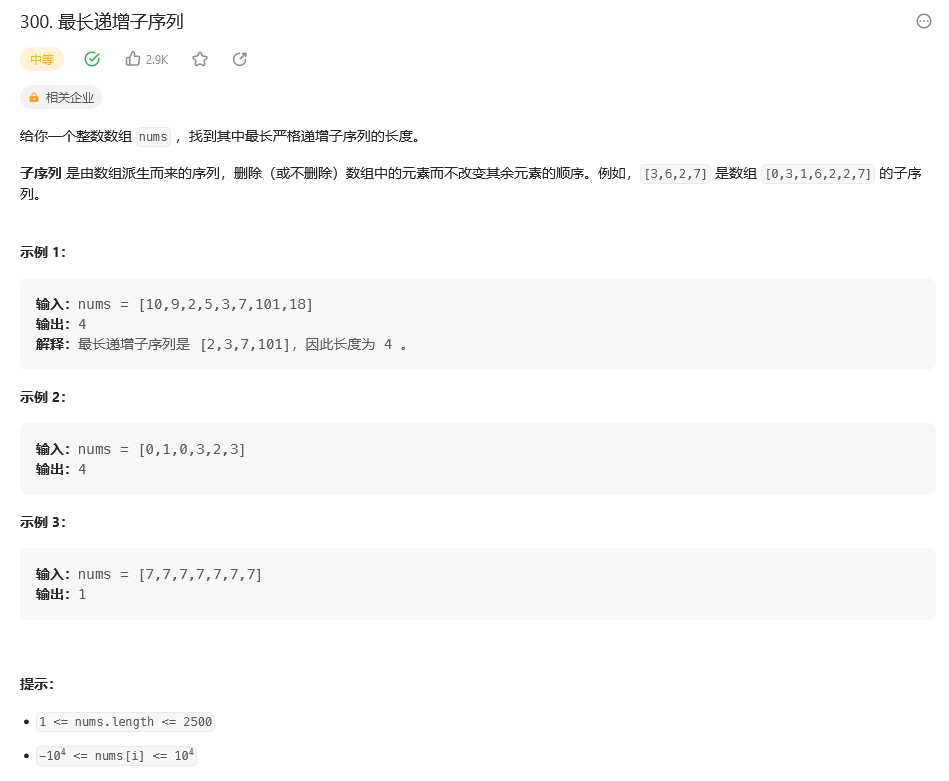 300. 最长递增子序列
中等
2.9K
相关企业
给你一个整数数组 nums ，找到其中最长严格递增子序列的长度。
子序列 是由数组派生而来的序列，删除（或不删除）数组中的元素而不改变其余元素的顺序。例如，[3,6,2,7] 是数组 [0,3,1,6,2,2,7] 的子序
列。
示例 1：
输入：nums = [10,9,2,5,3,7,101,18]
输出：4
解释：最长递增子序列是 [2,3,7,101]，因此长度为 4 。
示例 2：
输入：nums = [0,1,0,3,2,3]
输出：4
示例 3：
输入：nums = [7,7,7,7,7,7,7]
输出：1
提示：
• 1 <= nums.length <= 2500
• -10⁴ <= nums[i] <= 10⁴